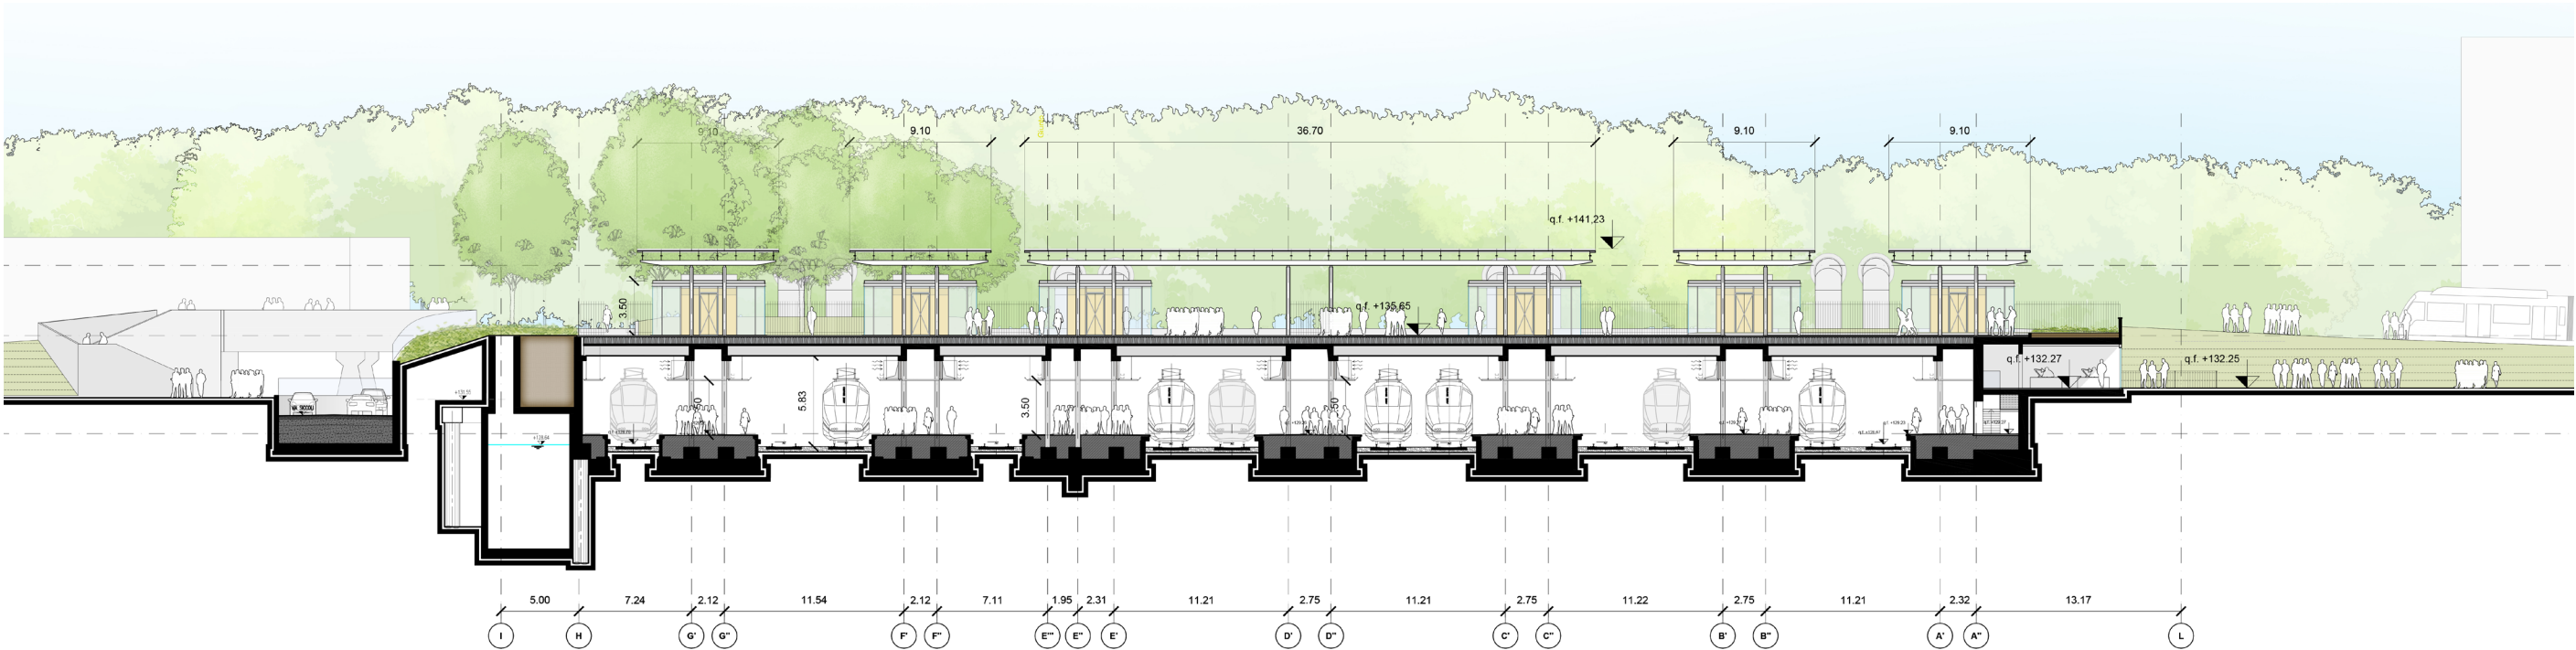 9.10
9.10
36.70
9.10
9.10
q.f. +141,23
3.50
q.f. +135,65
q.f. +132,27
q.f. +132,25
5.83
3.50
5.00
7.24
2.12
11.54
2.12
7.11
1.95
2.31
11.21
2.75
11.21
2.75
11.22
2.75
11.21
2.32
13.17
I
H
G'
G"
F'
F"
E'''
E"
E'
D'
D"
C'
C"
B'
B"
A'
A"
L